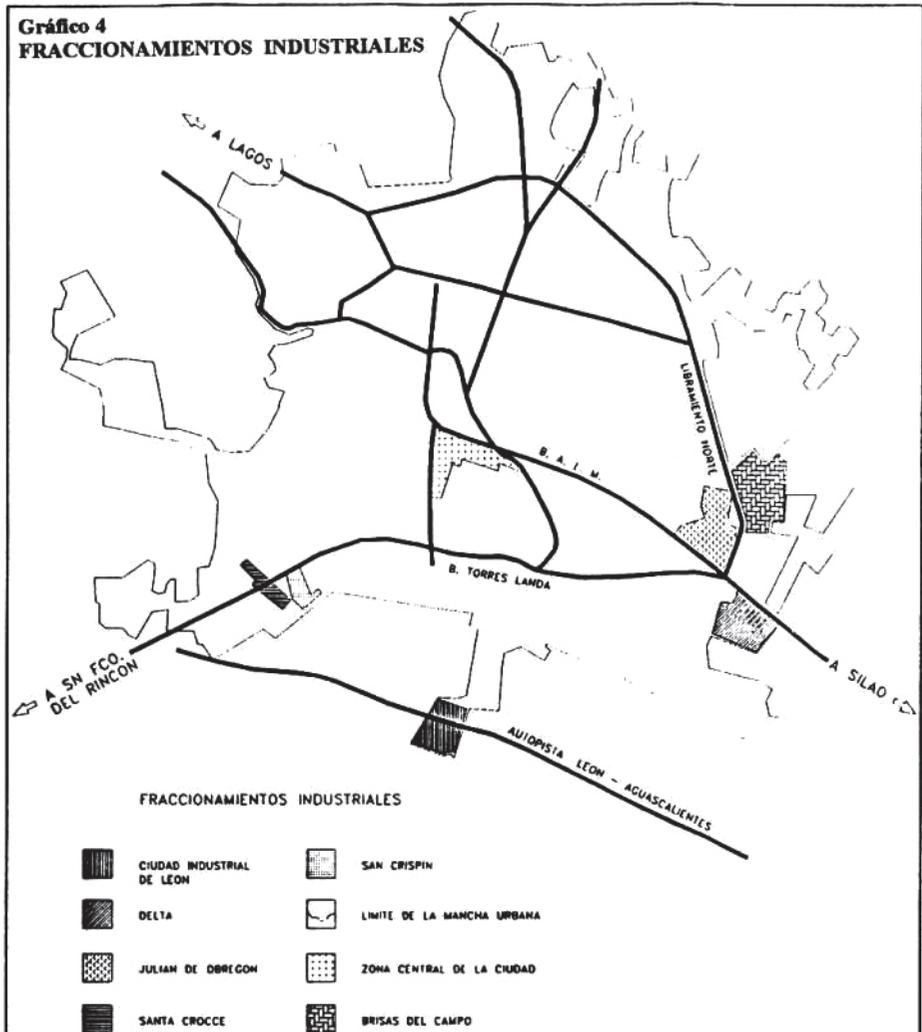 Gráfico 4
FRACCIONAMIENTOS INDUSTRIALES
A LAGOS
LIBRAMIENTO NORTE
B. A. L. M.
B. TORRES LANDA
A SN FCO.
DEL RINCON
A SILAO
AUTOPISTA LEON - AGUASCALIENTES
FRACCIONAMIENTOS INDUSTRIALES
CIUDAD INDUSTRIAL
DE LEON
SAN CRISPIN
DELTA
LIMITE DE LA MANCHA URBANA
JULIAN DE OBREGON
ZONA CENTRAL DE LA CIUDAD
SANTA CROCCE
BRISAS DEL CAMPO